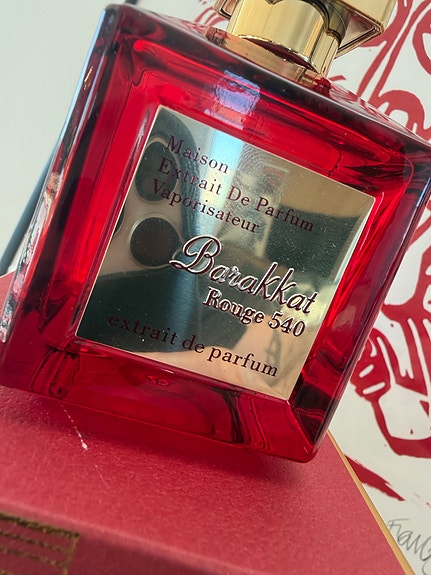 Maison
Extrait De Parfum
Vaporisateur
Barakkat
Rouge 540
extrait de parfum